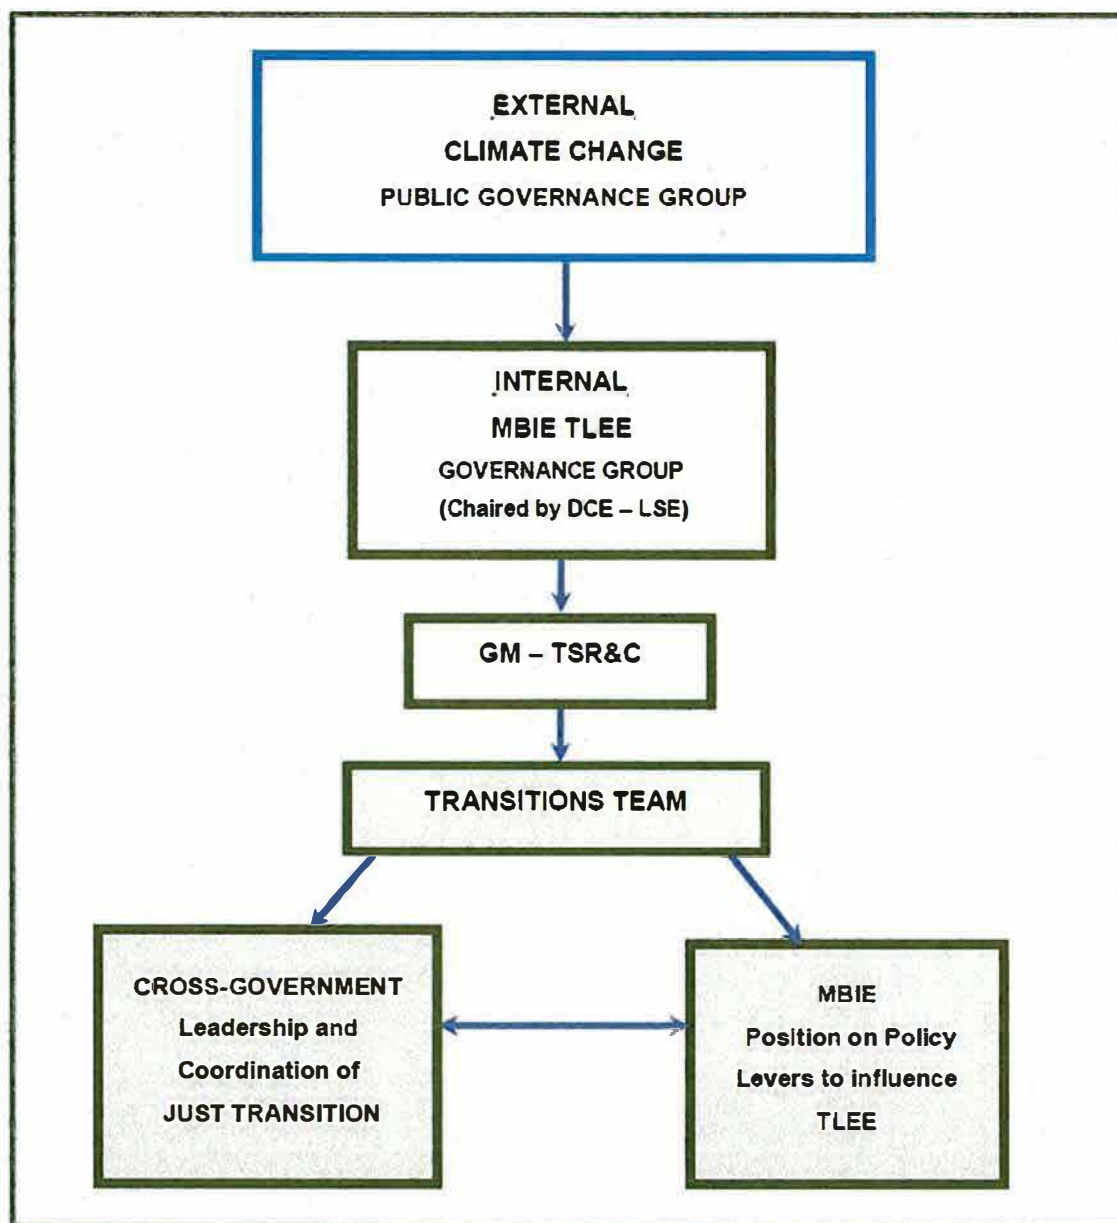 EXTERNAL
CLIMATE CHANGE
PUBLIC GOVERNANCE GROUP
INTERNAL
MBIE TLEE
GOVERNANCE GROUP
(Chaired by DCE – LSE)
GM – TSR&C
TRANSITIONS TEAM
CROSS-GOVERNMENT
Leadership and
Coordination of
JUST TRANSITION
MBIE
Position on Policy
Levers to influence
TLEE